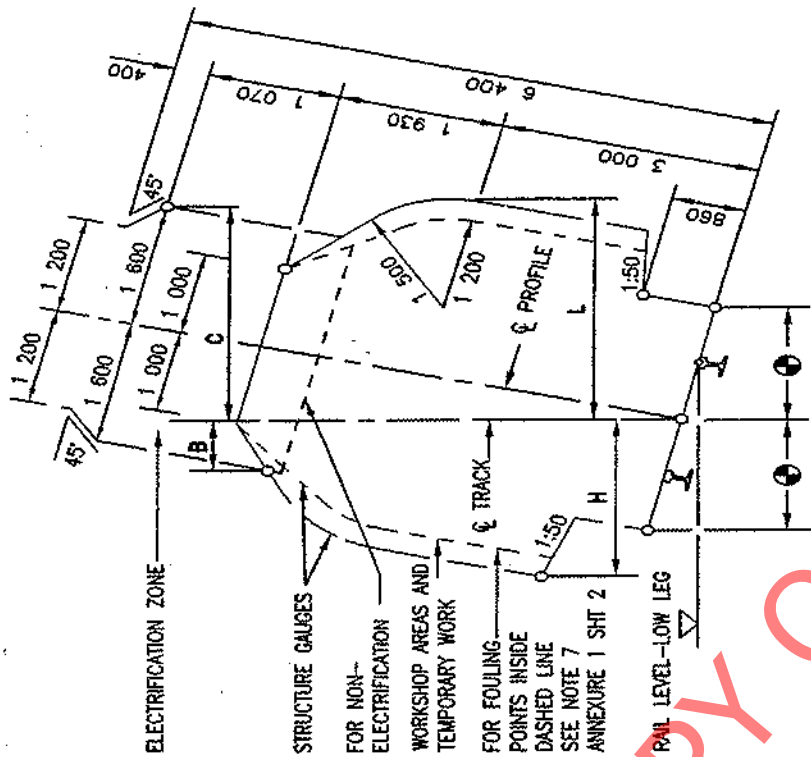 400
1 070
1 930
6 400
3 000
860
45°
1 200
1 600
1 000
1 200
1 600
1 000
45°
C
B
1 500
1 200
℄ PROFILE
L
1:50
℄ TRACK
H
1:50
ELECTRIFICATION ZONE
STRUCTURE GAUGES
FOR NON-
ELECTRIFICATION
WORKSHOP AREAS AND
TEMPORARY WORK
FOR FOULING
POINTS INSIDE
DASHED LINE
SEE NOTE 7
ANNEXURE 1 SHT 2
RAIL LEVEL-LOW LEG
PY